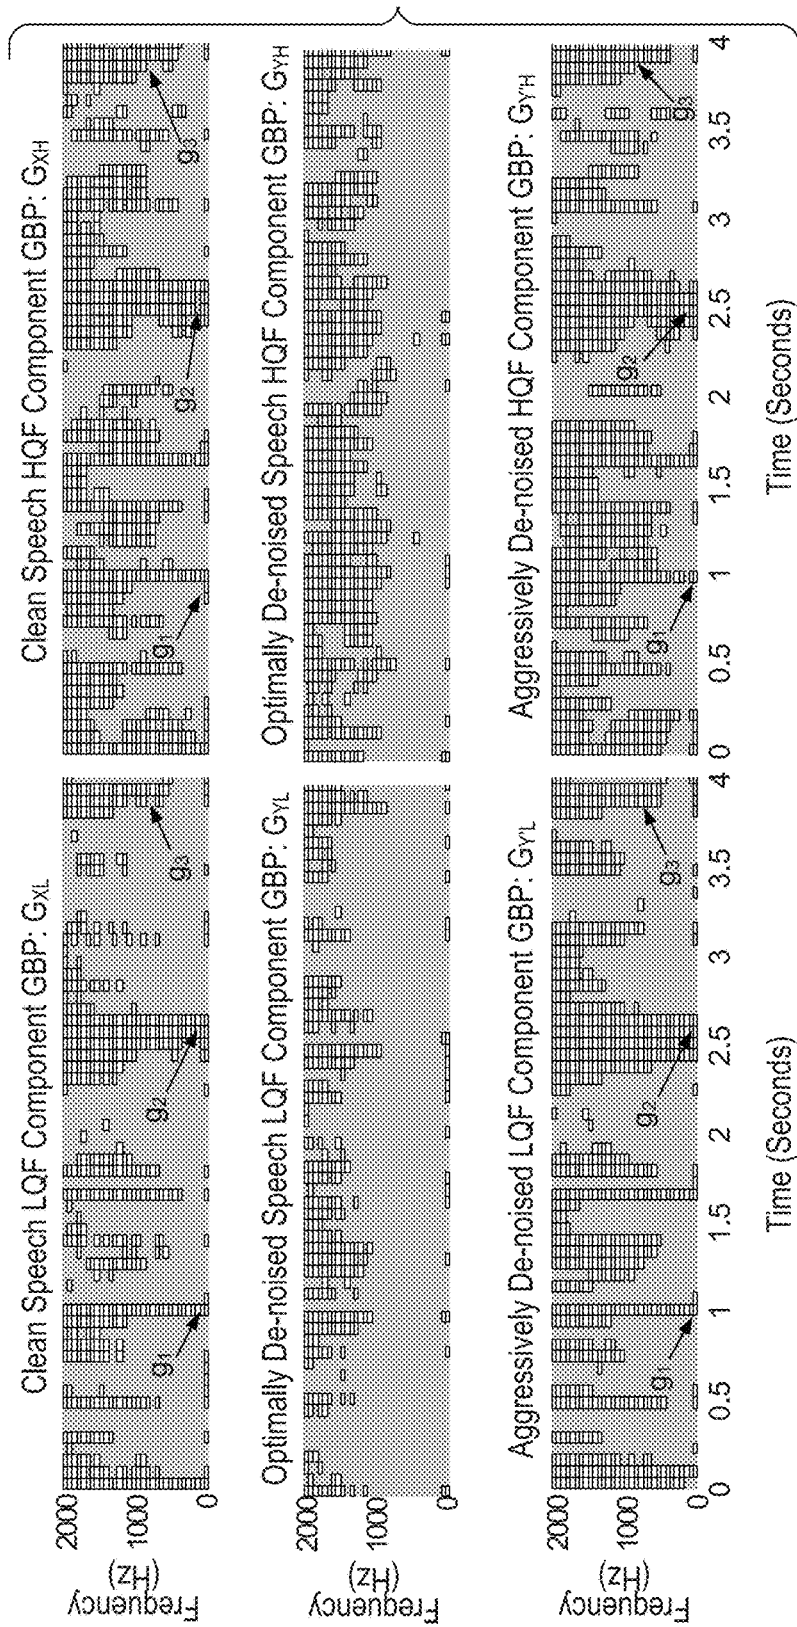 Clean Speech LQF Component GBP: GXL
Frequency
(Hz)
2000
1000
0
g1
g2
g3
Clean Speech HQF Component GBP: GXH
g1
g2
g3
Optimally De-noised Speech LQF Component GBP: GYL
Frequency
(Hz)
2000
1000
0
Optimally De-noised Speech HQF Component GBP: GYH
Aggressively De-noised LQF Component GBP: GY'L
Frequency
(Hz)
2000
1000
0
g1
g2
g3
0 0.5 1 1.5 2 2.5 3 3.5 4
Time (Seconds)
Aggressively De-noised HQF Component GBP: GY'H
g1
g2
g3
0 0.5 1 1.5 2 2.5 3 3.5 4
Time (Seconds)